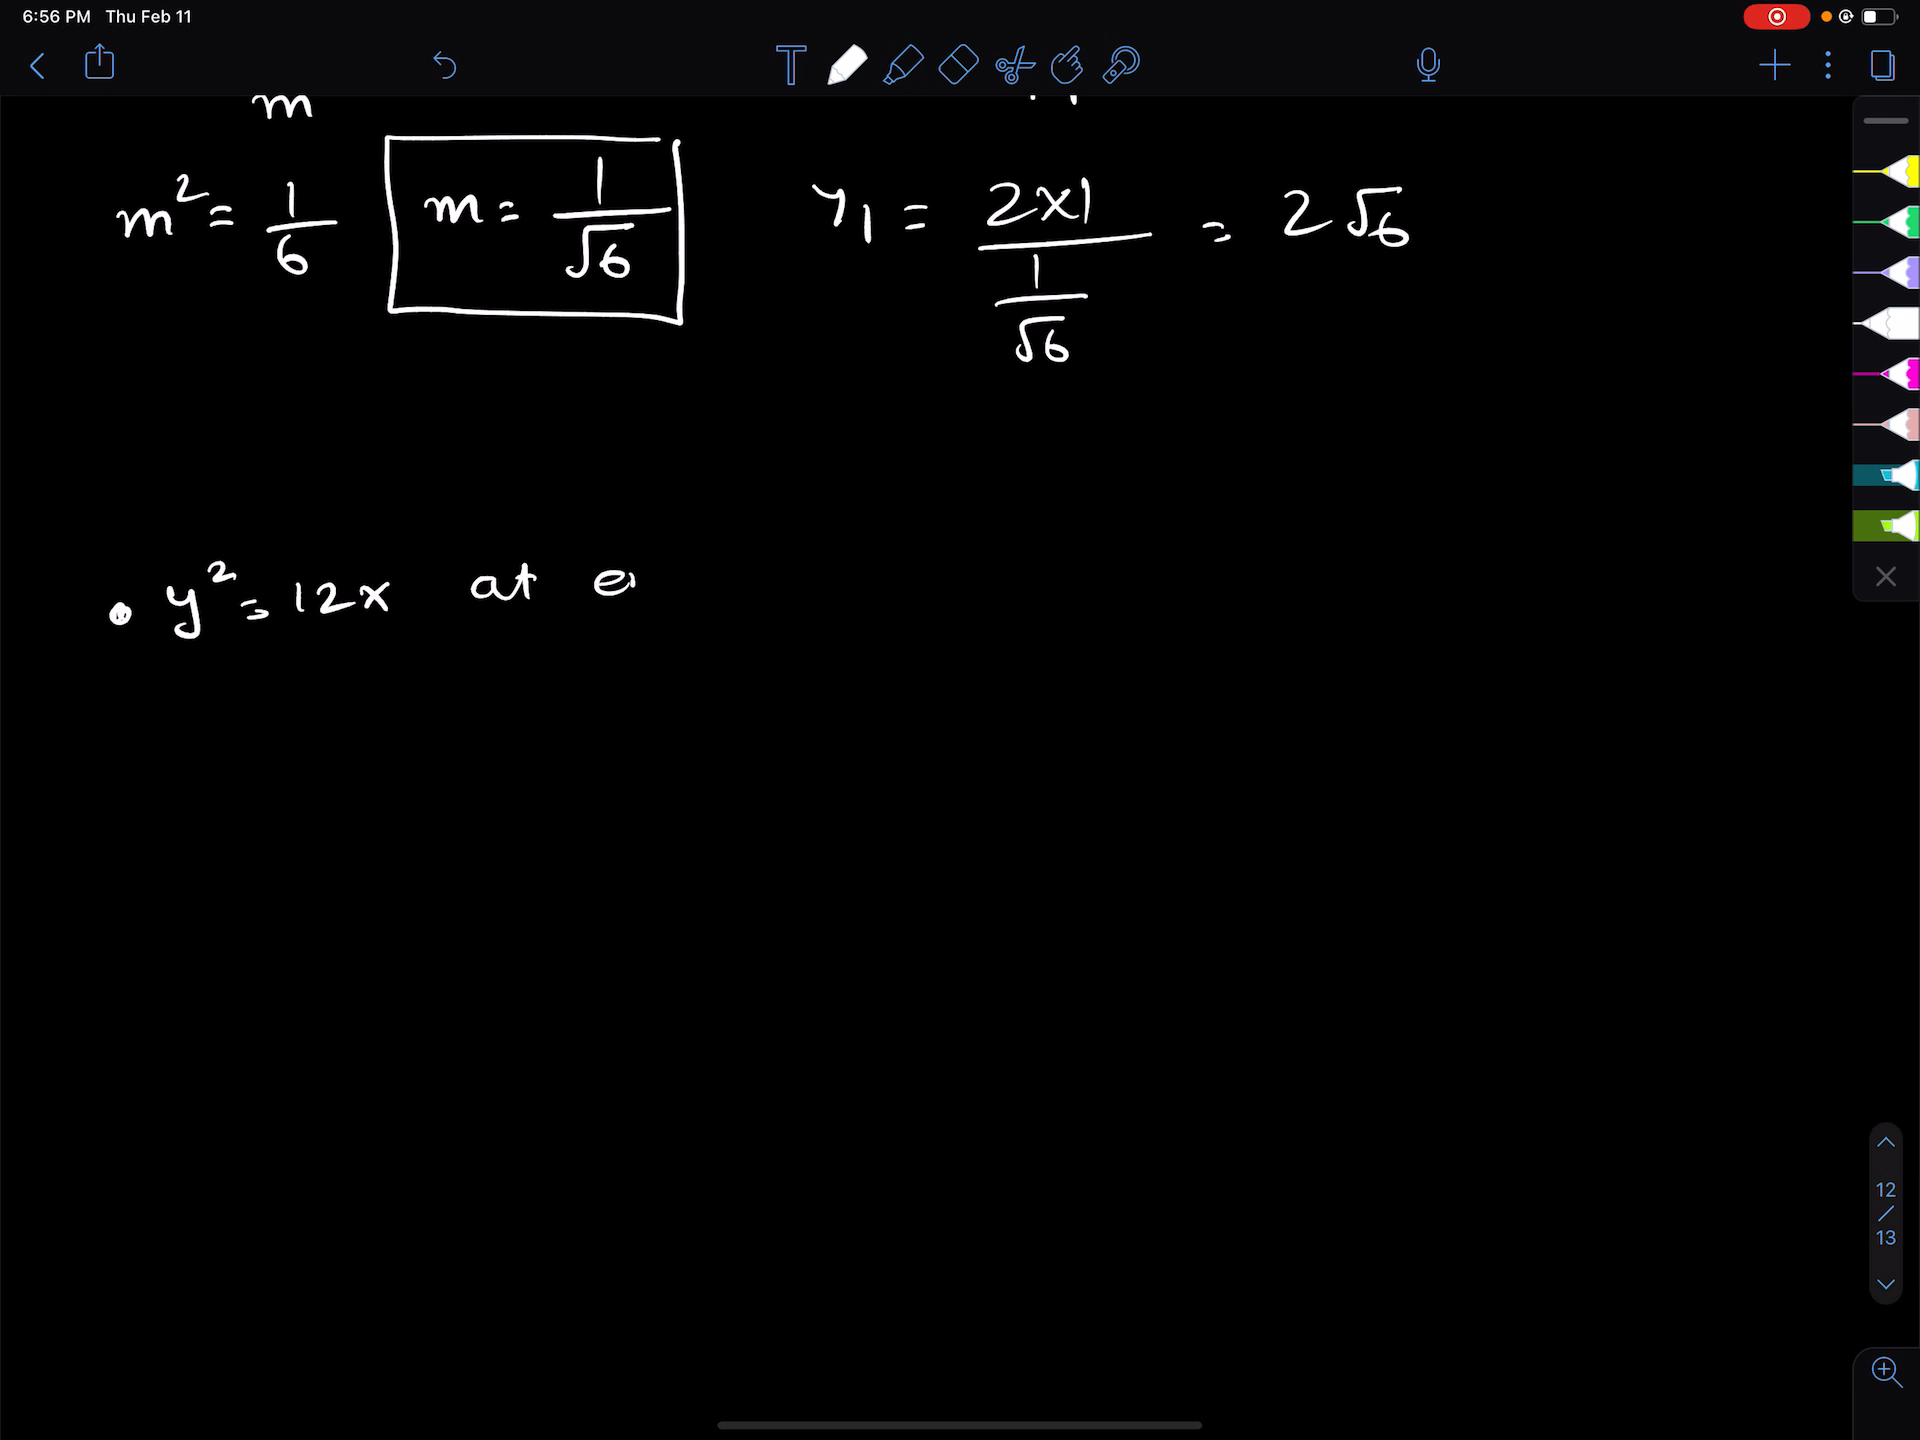 6:56 PM Thu Feb 11
T
m
m² = 1/6 m = 1/√6 y₁ = (2×1)/(1/√6) = 2√6
• y² = 12x at e
12
/
13